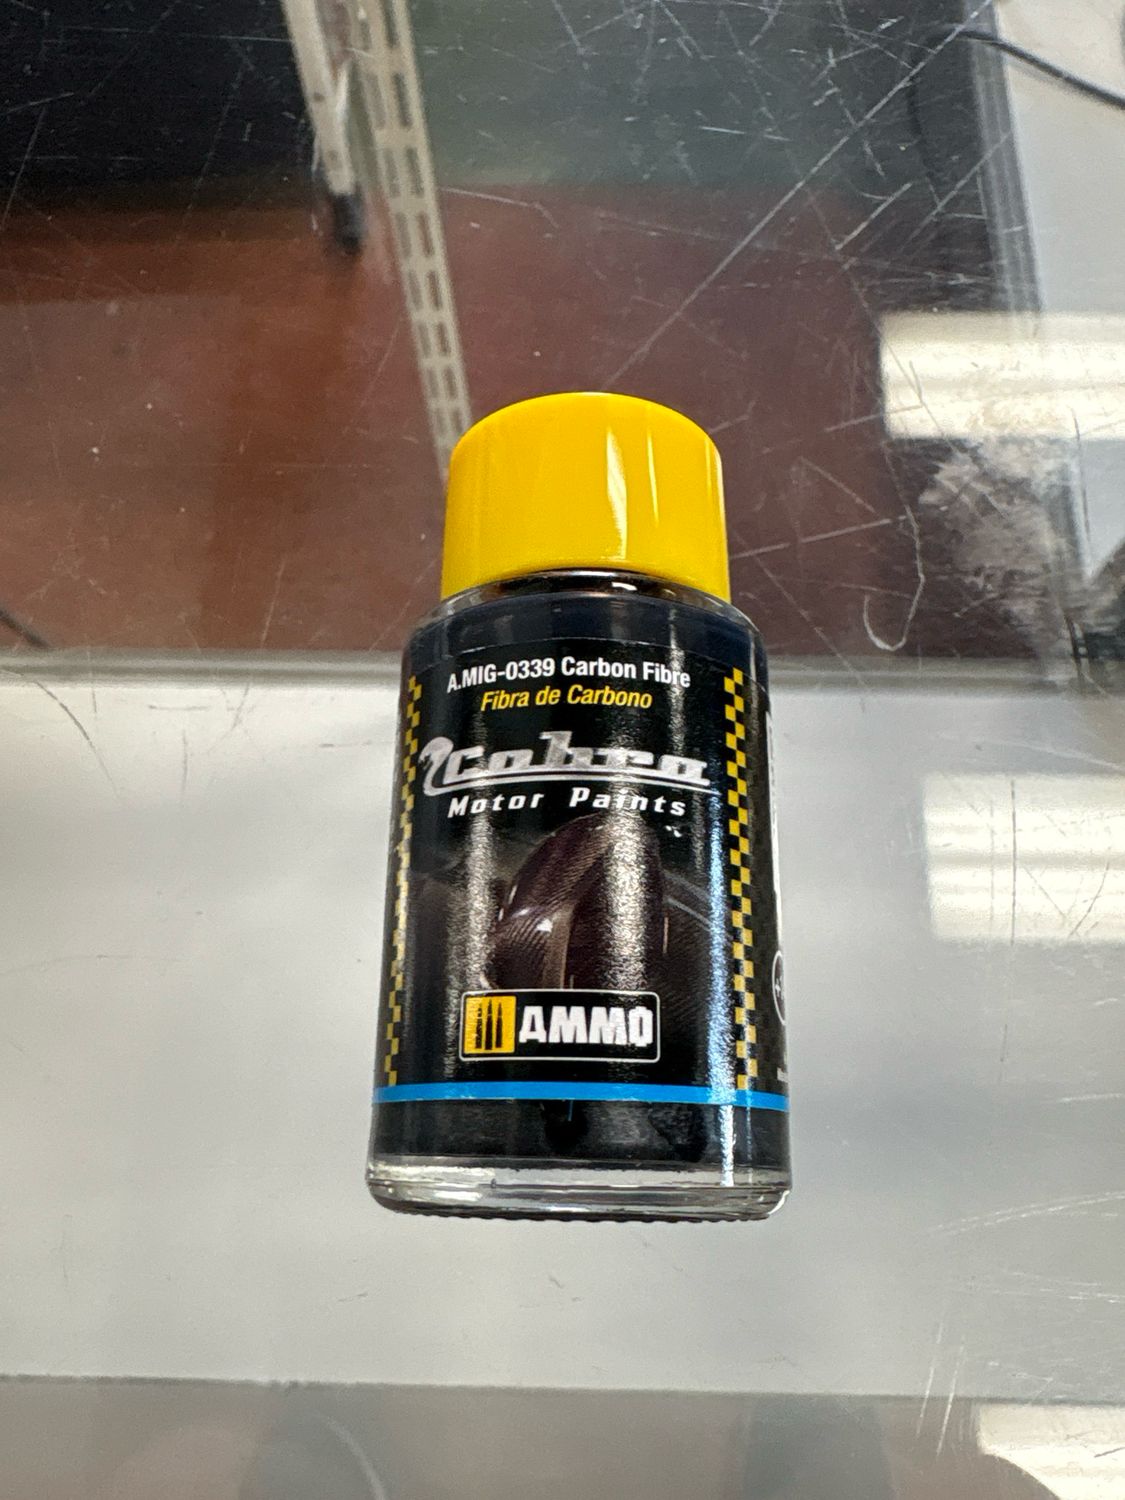 A.MIG-0339 Carbon Fibre
Fibra de Carbono
Cobra
Motor Paints
AMMO